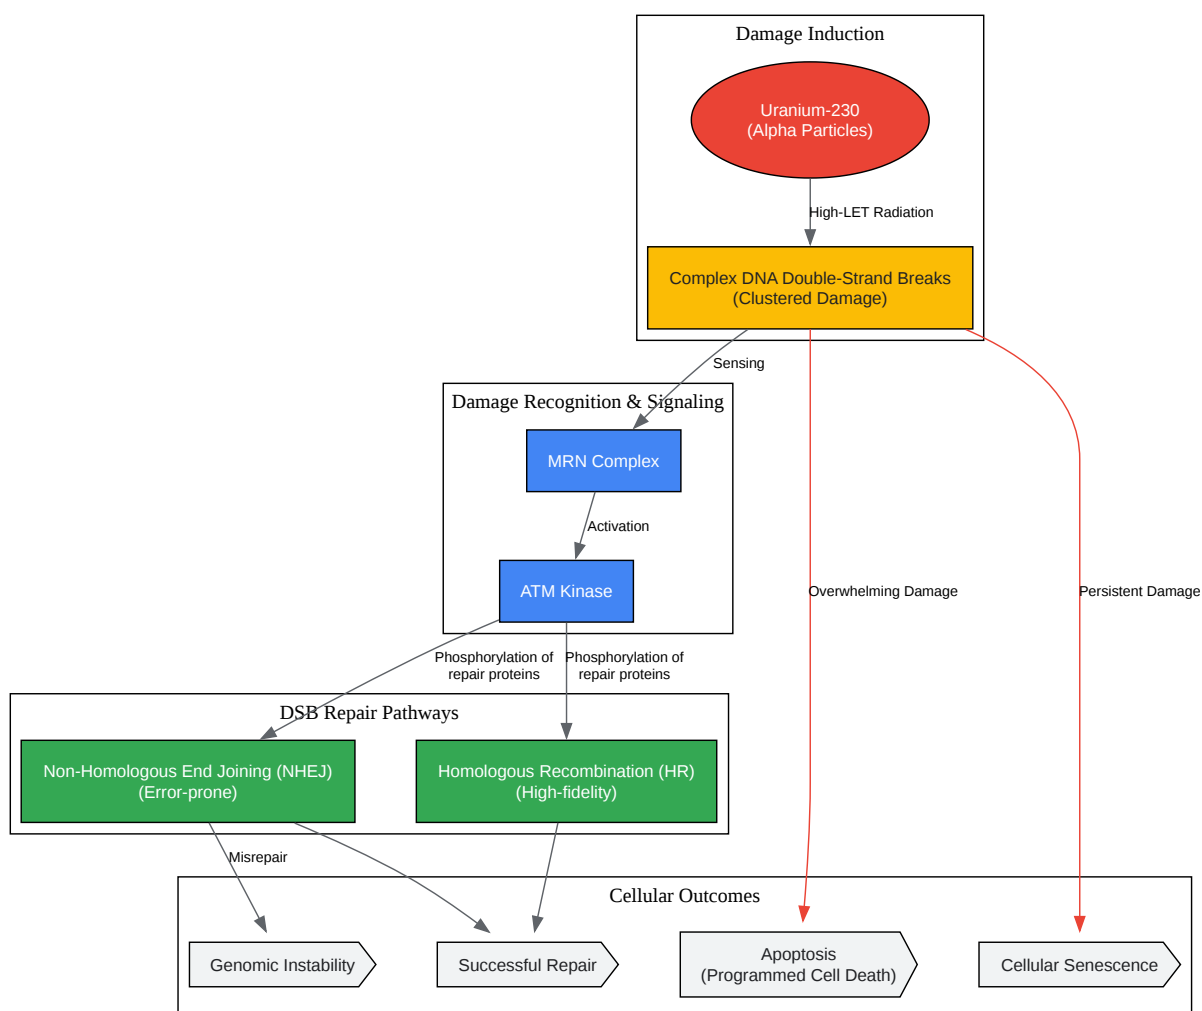 Damage Induction
Uranium-230
(Alpha Particles)
High-LET Radiation
Complex DNA Double-Strand Breaks
(Clustered Damage)
Sensing
Damage Recognition & Signaling
MRN Complex
Activation
ATM Kinase
Overwhelming Damage
Persistent Damage
Phosphorylation of
repair proteins
Phosphorylation of
repair proteins
DSB Repair Pathways
Non-Homologous End Joining (NHEJ)
(Error-prone)
Homologous Recombination (HR)
(High-fidelity)
Misrepair
Cellular Outcomes
Genomic Instability
Successful Repair
Apoptosis
(Programmed Cell Death)
Cellular Senescence